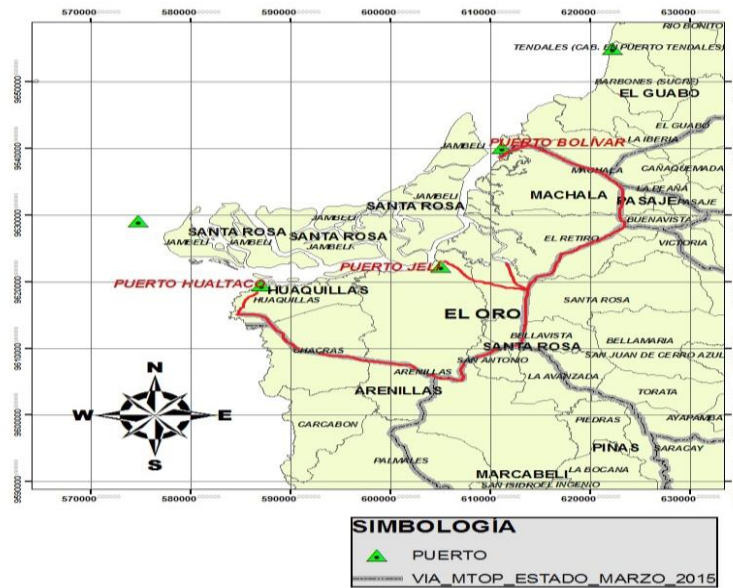 570000 580000 590000 600000 610000 620000 630000
RIO BONITO
TENDALES (CAB. EN PUERTO TENDALES)
9650000
BARBONES (SUCRE)
EL GUABO
EL GUABO
9640000
PUERTO BOLÍVAR
LA IBERIA
JAMBELI
MACHALA
CAÑAQUEMADA
JAMBELI
LA PEAÑA
MACHALA
PASAJE
PASAJE
SANTA ROSA
JAMBELI
BUENAVISTA
SANTA ROSA
SANTA ROSA
JAMBELI
JAMBELI
JAMBELI
EL RETIRO
VICTORIA
PUERTO JELI
PUERTO HUALTACO
HUAQUILLAS
HUAQUILLAS
SANTA ROSA
EL ORO
BELLAVISTA
BELLAMARIA
SANTA ROSA
CHACRAS
SAN ANTONIO
SAN JUAN DE CERRO AZUL
ARENILLAS
LA AVANZADA
ARENILLAS
TORATA
CARCABON
PIEDRAS
AYAPAMBA
PIÑAS
SARACAY
PALMALES
MARCABELÍ
LA BOCANA
SAN ISIDRO
EL INGENIO
N
W E
S
570000 580000 590000 600000 610000 620000 630000
SIMBOLOGÍA
PUERTO
VIA_MTOP_ESTADO_MARZO_2015